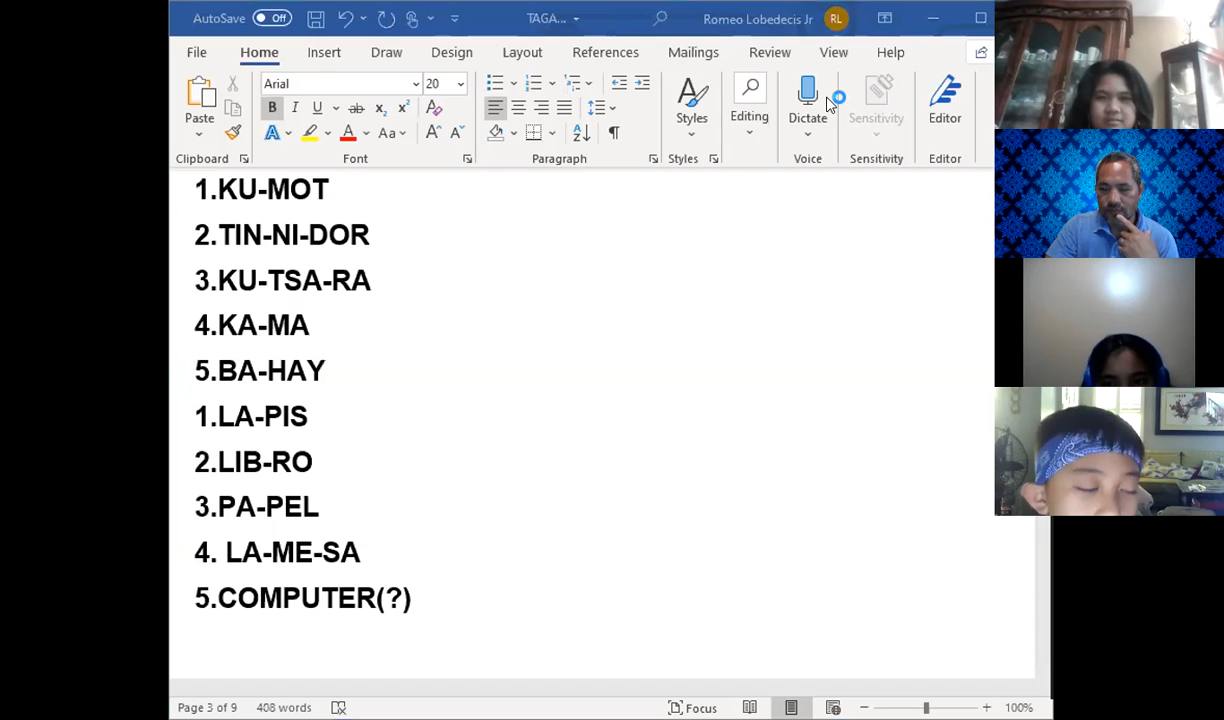 AutoSave Off TAGA... Romeo Lobedecis Jr RL
File Home Insert Draw Design Layout References Mailings Review View Help
Arial 20
Paste Styles Editing Dictate Sensitivity Editor
Clipboard Font Paragraph Styles Voice Sensitivity Editor
1.KU-MOT
2.TIN-NI-DOR
3.KU-TSA-RA
4.KA-MA
5.BA-HAY
1.LA-PIS
2.LIB-RO
3.PA-PEL
4. LA-ME-SA
5.COMPUTER(?)
Page 3 of 9 408 words Focus 100%